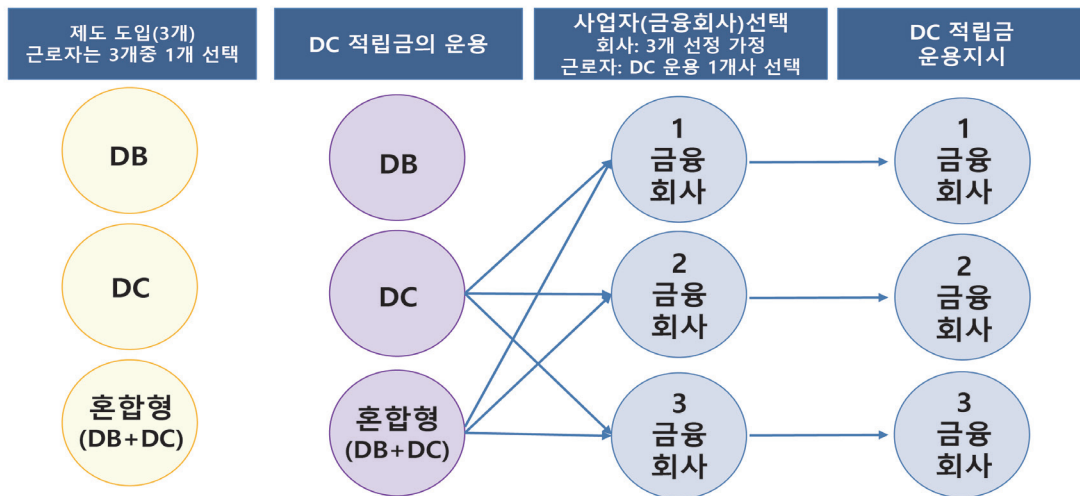 제도 도입(3개)
근로자는 3개중 1개 선택
DC 적립금의 운용
사업자(금융회사)선택
회사: 3개 선정 가정
근로자: DC 운용 1개사 선택
DC 적립금
운용지시
DB
DB
1
금융
회사
1
금융
회사
DC
DC
2
금융
회사
2
금융
회사
혼합형
(DB+DC)
혼합형
(DB+DC)
3
금융
회사
3
금융
회사